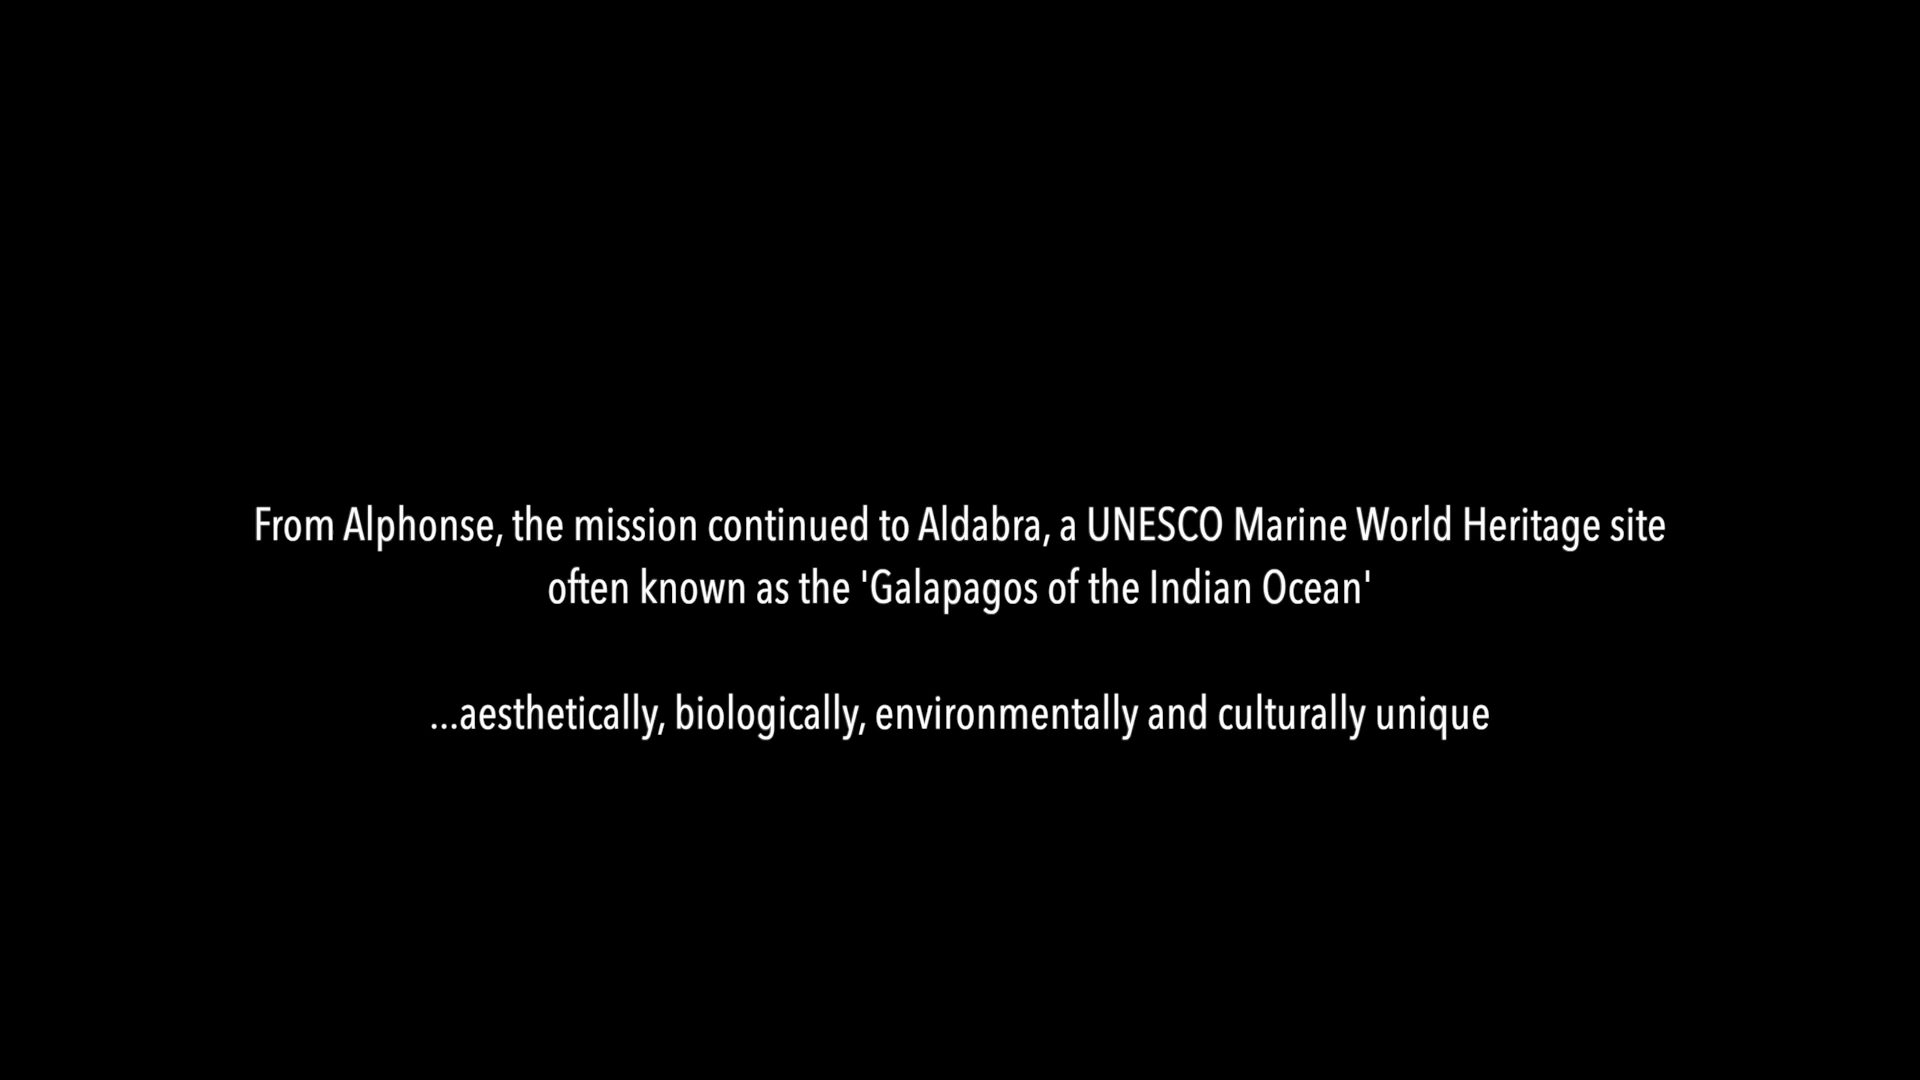 From Alphonse, the mission continued to Aldabra, a UNESCO Marine World Heritage site
often known as the 'Galapagos of the Indian Ocean'
...aesthetically, biologically, environmentally and culturally unique